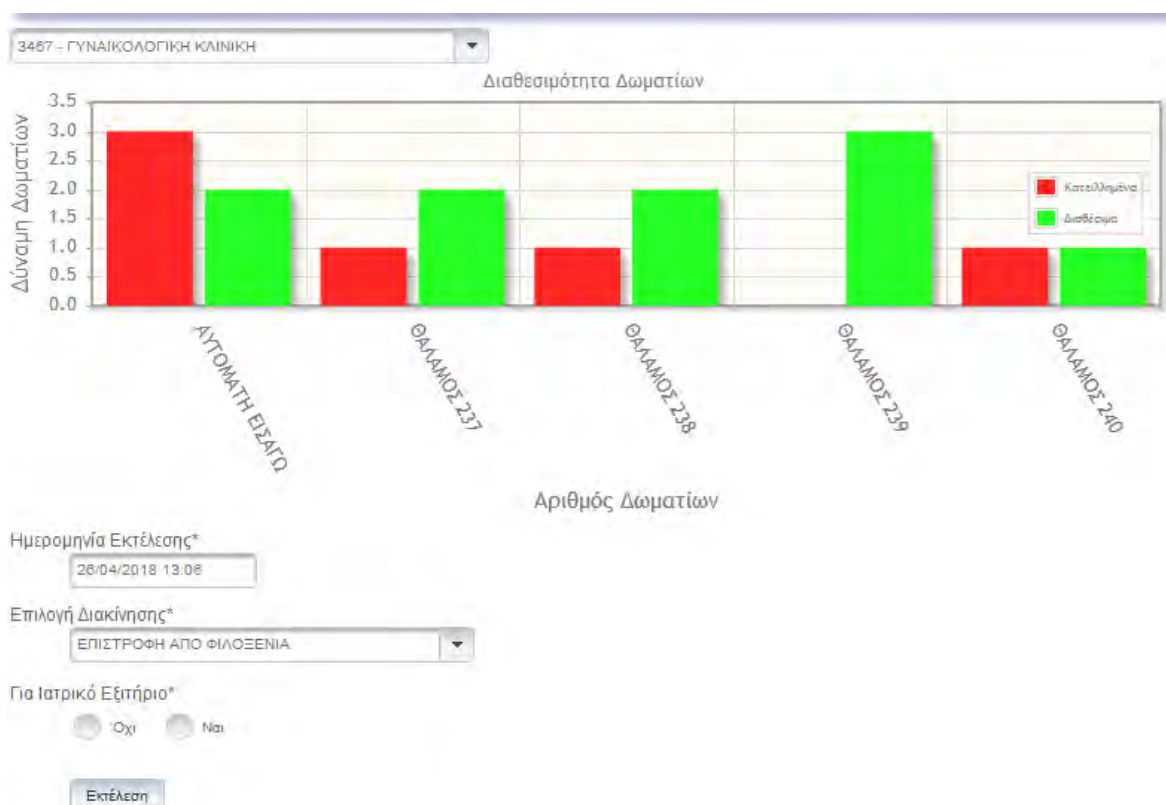 3467 - ΓΥΝΑΙΚΟΛΟΓΙΚΗ ΚΛΙΝΙΚΗ
Διαθεσιμότητα Δωματίων
Δύναμη Δωματίων
3.5
3.0
2.5
2.0
1.5
1.0
0.5
0.0
Κατειλλημένα
Διαθέσιμα
ΑΥΤΟΜΑΤΗ ΕΙΣΑΓΩ
ΘΑΛΑΜΟΣ 237
ΘΑΛΑΜΟΣ 238
ΘΑΛΑΜΟΣ 239
ΘΑΛΑΜΟΣ 240
Αριθμός Δωματίων
Ημερομηνία Εκτέλεσης*
26/04/2018 13:06
Επιλογή Διακίνησης*
ΕΠΙΣΤΡΟΦΗ ΑΠΟ ΦΙΛΟΞΕΝΙΑ
Για Ιατρικό Εξιτήριο*
Όχι Ναι
Εκτέλεση